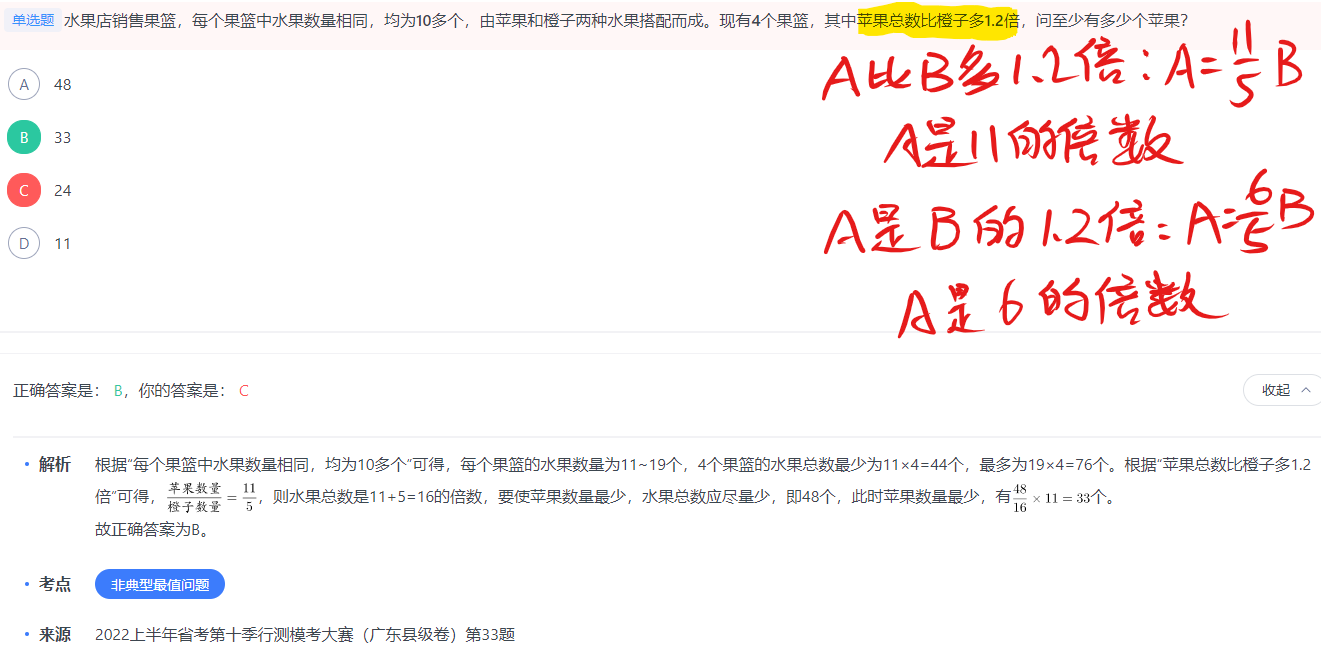 单选题 水果店销售果篮，每个果篮中水果数量相同，均为10多个，由苹果和橙子两种水果搭配而成。现有4个果篮，其中苹果总数比橙子多1.2倍，问至少有多少个苹果？
A 48
B 33
C 24
D 11
A比B多1.2倍：A=11/5 B
A是11的倍数
A是B的1.2倍：A=6/5 B
A是6的倍数
正确答案是： B，你的答案是： C
收起
解析 根据“每个果篮中水果数量相同，均为10多个”可得，每个果篮的水果数量为11~19个，4个果篮的水果总数最少为11×4=44个，最多为19×4=76个。根据“苹果总数比橙子多1.2
倍”可得，苹果数量/橙子数量 = 11/5，则水果总数是11+5=16的倍数，要使苹果数量最少，水果总数应尽量少，即48个，此时苹果数量最少，有48/16 × 11 = 33个。
故正确答案为B。
考点 非典型最值问题
来源 2022上半年省考第十季行测模考大赛（广东县级卷）第33题